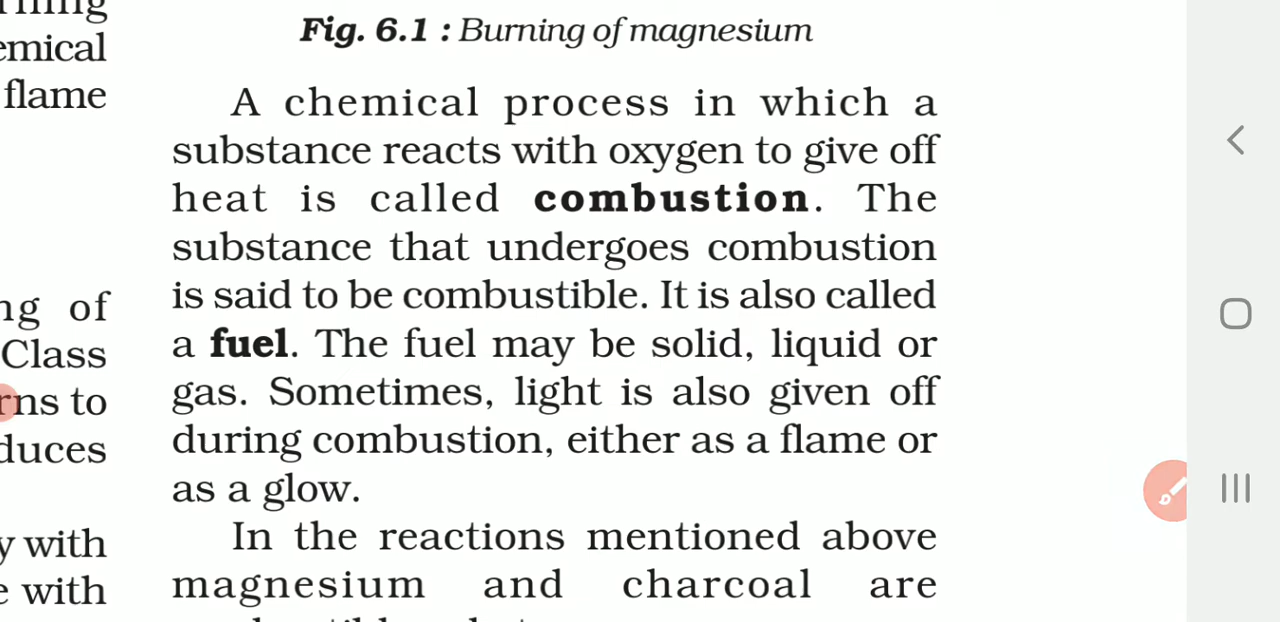 emical
flame
ng of
Class
rns to
duces
y with
e with
Fig. 6.1 : Burning of magnesium
A chemical process in which a
substance reacts with oxygen to give off
heat is called combustion. The
substance that undergoes combustion
is said to be combustible. It is also called
a fuel. The fuel may be solid, liquid or
gas. Sometimes, light is also given off
during combustion, either as a flame or
as a glow.
In the reactions mentioned above
magnesium and charcoal are